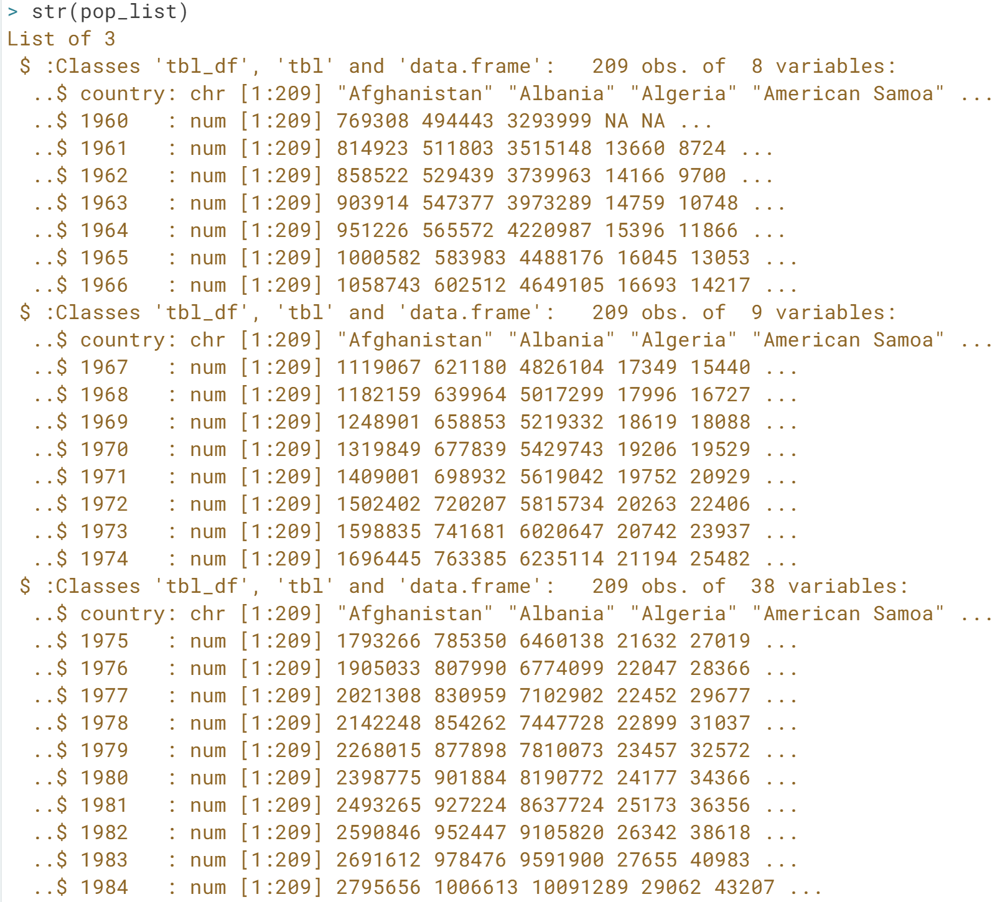 > str(pop_list)
List of 3
 $ :Classes 'tbl_df', 'tbl' and 'data.frame':   209 obs. of  8 variables:
  ..$ country: chr [1:209] "Afghanistan" "Albania" "Algeria" "American Samoa" ...
  ..$ 1960   : num [1:209] 769308 494443 3293999 NA NA ...
  ..$ 1961   : num [1:209] 814923 511803 3515148 13660 8724 ...
  ..$ 1962   : num [1:209] 858522 529439 3739963 14166 9700 ...
  ..$ 1963   : num [1:209] 903914 547377 3973289 14759 10748 ...
  ..$ 1964   : num [1:209] 951226 565572 4220987 15396 11866 ...
  ..$ 1965   : num [1:209] 1000582 583983 4488176 16045 13053 ...
  ..$ 1966   : num [1:209] 1058743 602512 4649105 16693 14217 ...
 $ :Classes 'tbl_df', 'tbl' and 'data.frame':   209 obs. of  9 variables:
  ..$ country: chr [1:209] "Afghanistan" "Albania" "Algeria" "American Samoa" ...
  ..$ 1967   : num [1:209] 1119067 621180 4826104 17349 15440 ...
  ..$ 1968   : num [1:209] 1182159 639964 5017299 17996 16727 ...
  ..$ 1969   : num [1:209] 1248901 658853 5219332 18619 18088 ...
  ..$ 1970   : num [1:209] 1319849 677839 5429743 19206 19529 ...
  ..$ 1971   : num [1:209] 1409001 698932 5619042 19752 20929 ...
  ..$ 1972   : num [1:209] 1502402 720207 5815734 20263 22406 ...
  ..$ 1973   : num [1:209] 1598835 741681 6020647 20742 23937 ...
  ..$ 1974   : num [1:209] 1696445 763385 6235114 21194 25482 ...
 $ :Classes 'tbl_df', 'tbl' and 'data.frame':   209 obs. of  38 variables:
  ..$ country: chr [1:209] "Afghanistan" "Albania" "Algeria" "American Samoa" ...
  ..$ 1975   : num [1:209] 1793266 785350 6460138 21632 27019 ...
  ..$ 1976   : num [1:209] 1905033 807990 6774099 22047 28366 ...
  ..$ 1977   : num [1:209] 2021308 830959 7102902 22452 29677 ...
  ..$ 1978   : num [1:209] 2142248 854262 7447728 22899 31037 ...
  ..$ 1979   : num [1:209] 2268015 877898 7810073 23457 32572 ...
  ..$ 1980   : num [1:209] 2398775 901884 8190772 24177 34366 ...
  ..$ 1981   : num [1:209] 2493265 927224 8637724 25173 36356 ...
  ..$ 1982   : num [1:209] 2590846 952447 9105820 26342 38618 ...
  ..$ 1983   : num [1:209] 2691612 978476 9591900 27655 40983 ...
  ..$ 1984   : num [1:209] 2795656 1006613 10091289 29062 43207 ...